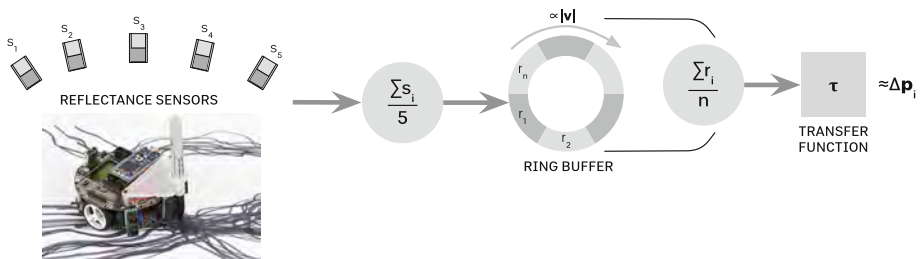 S1
S2
S3
S4
S5
REFLECTANCE SENSORS
∑si
5
∝|v|
rn
r1
r2
RING BUFFER
∑ri
n
τ
TRANSFER
FUNCTION
≈Δpi